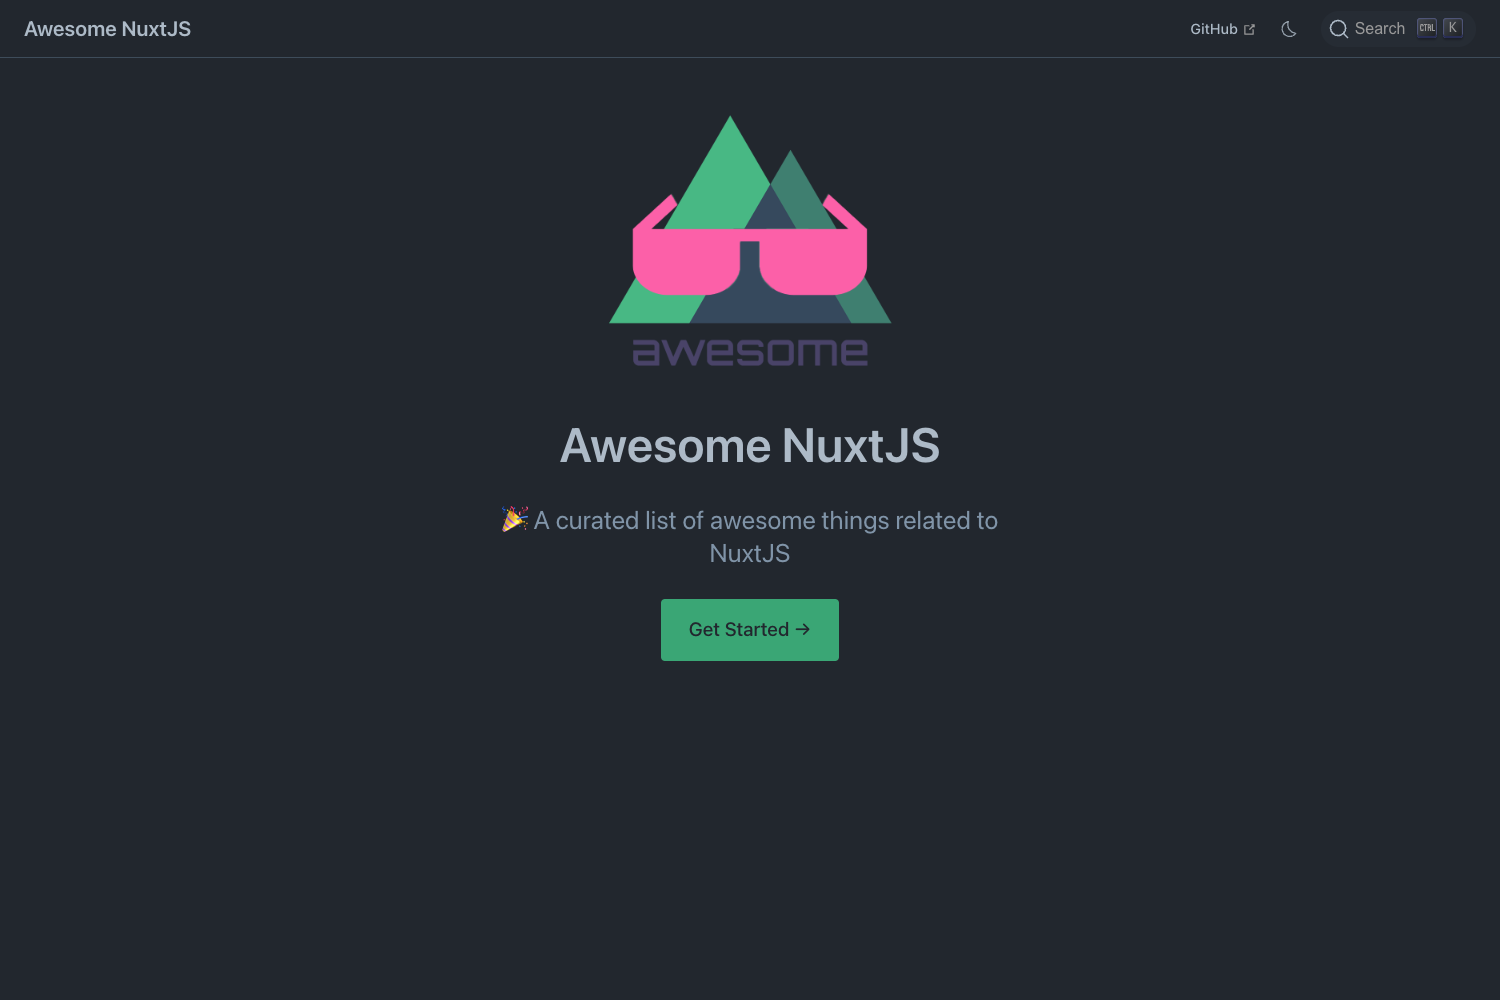 Awesome NuxtJS
GitHub
Search CTRL K
awesome
Awesome NuxtJS
🎉 A curated list of awesome things related to
NuxtJS
Get Started →